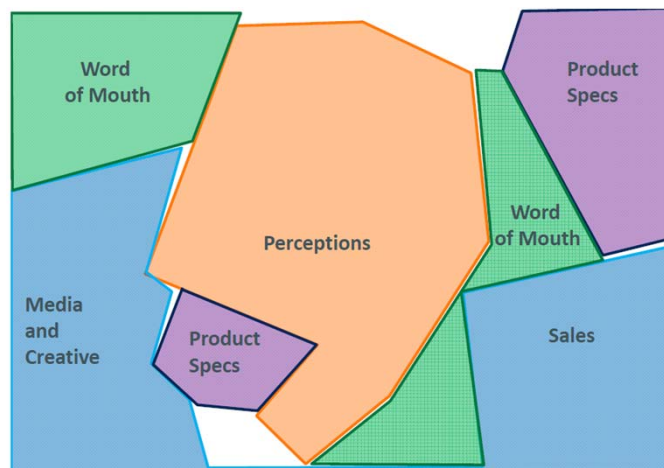 Word
of Mouth
Product
Specs
Word
of Mouth
Perceptions
Media
and
Creative
Product
Specs
Sales